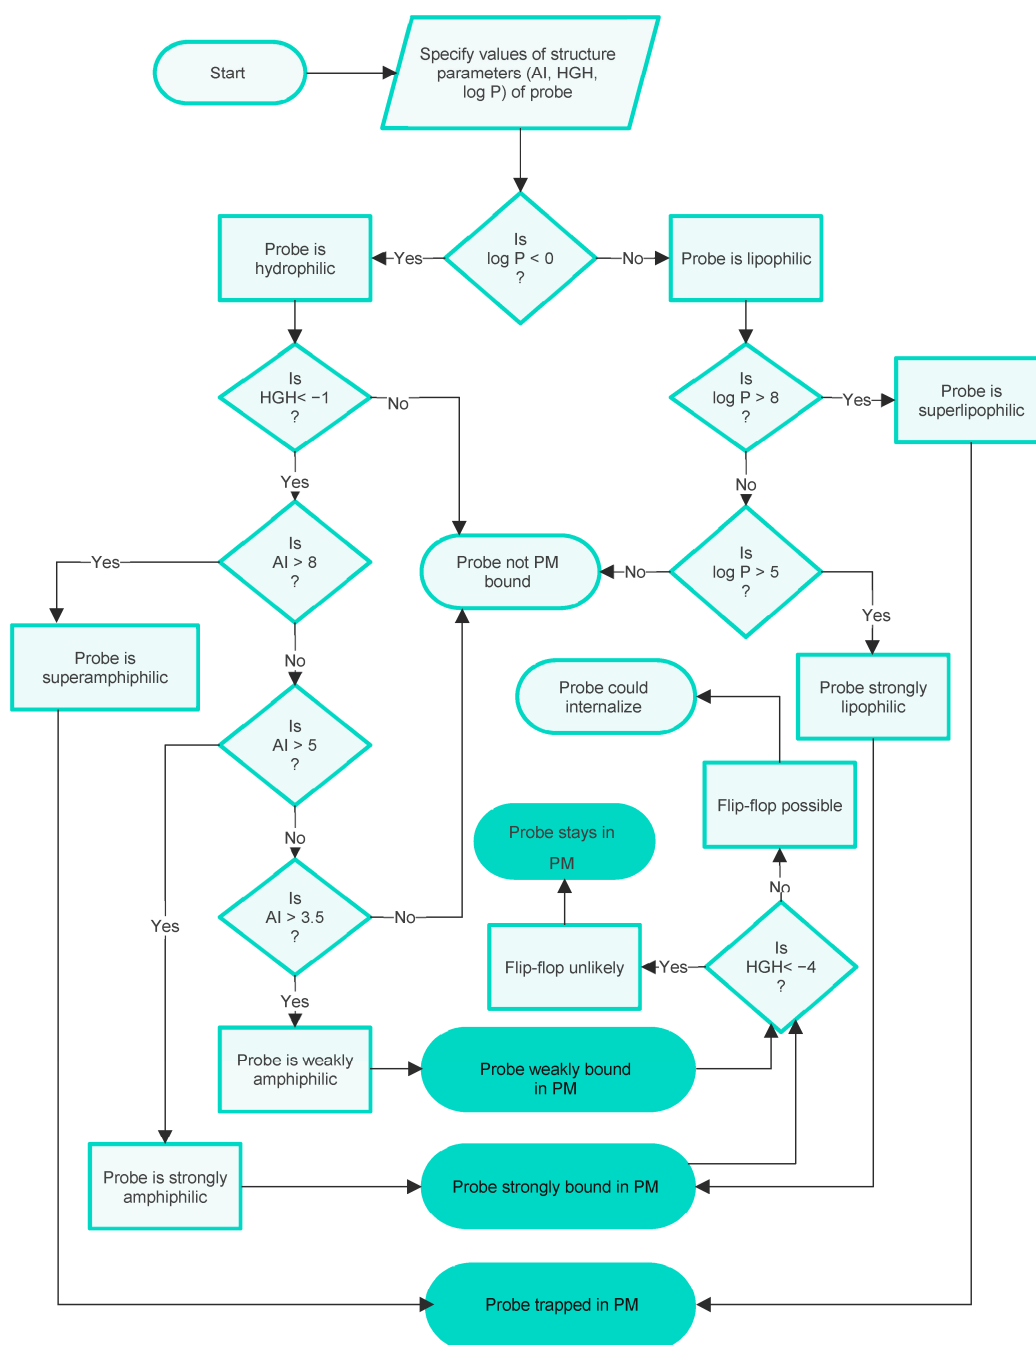 Start
Specify values of structure
parameters (AI, HGH,
log P) of probe
Probe is
hydrophilic
Yes
Is
log P < 0
?
No
Probe is lipophilic
Is
HGH< −1
?
No
Is
log P > 8
?
Yes
Probe is
superlipophilic
Yes
No
Is
AI > 8
?
Yes
Probe not PM
bound
No
Is
log P > 5
?
Yes
Probe is
superamphiphilic
No
Probe could
internalize
Probe strongly
lipophilic
Is
AI > 5
?
Flip-flop possible
No
Probe stays in
PM
No
Is
AI > 3.5
?
No
Yes
Flip-flop unlikely
Yes
Is
HGH< −4
?
Yes
Probe is weakly
amphiphilic
Probe weakly bound
in PM
Probe is strongly
amphiphilic
Probe strongly bound in PM
Probe trapped in PM